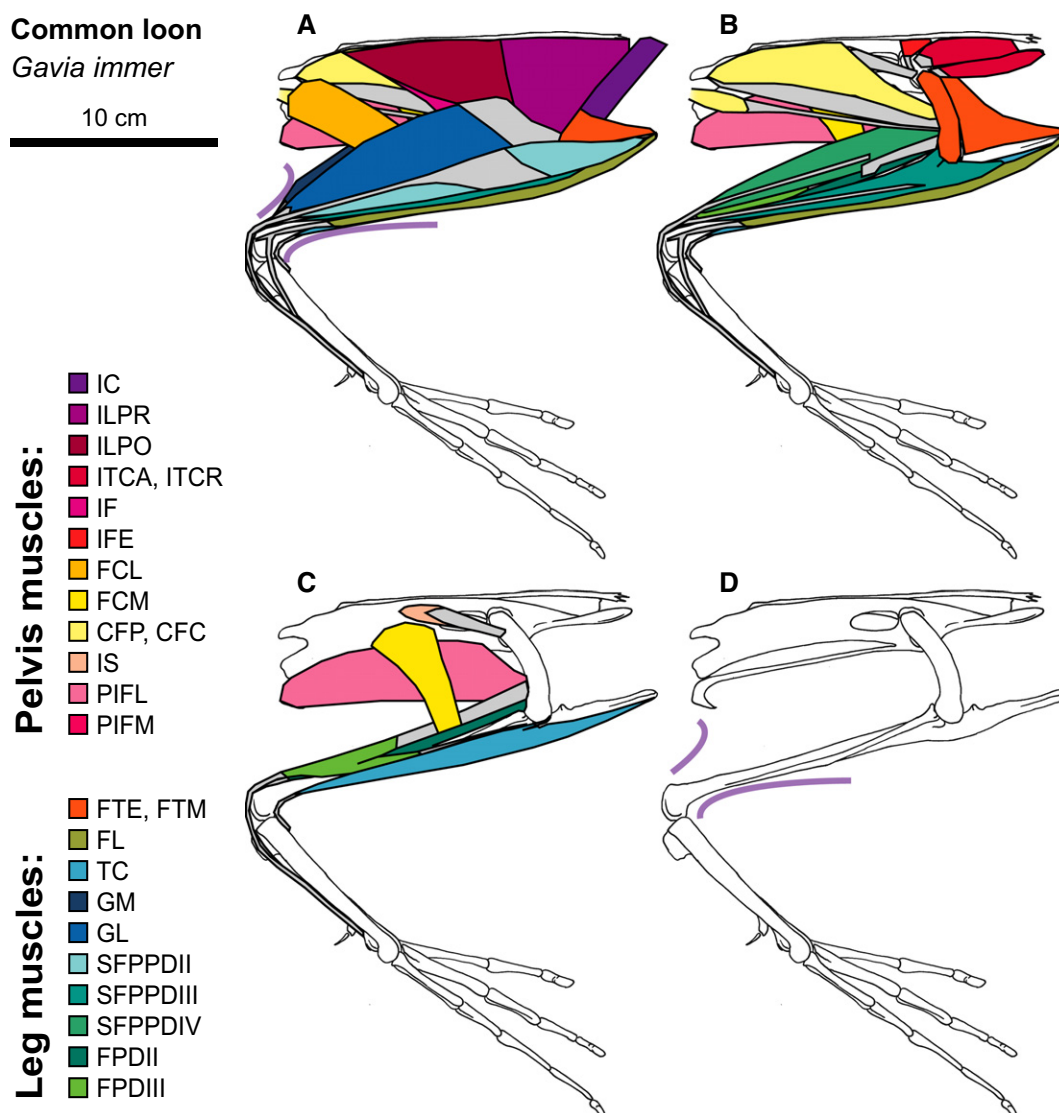 Common loon
Gavia immer
10 cm
A
B
Pelvis muscles:
IC
ILPR
ILPO
ITCA, ITCR
IF
IFE
FCL
FCM
CFP, CFC
IS
PIFL
PIFM
C
D
Leg muscles:
FTE, FTM
FL
TC
GM
GL
SFPPDII
SFPPDIII
SFPPDIV
FPDII
FPDIII